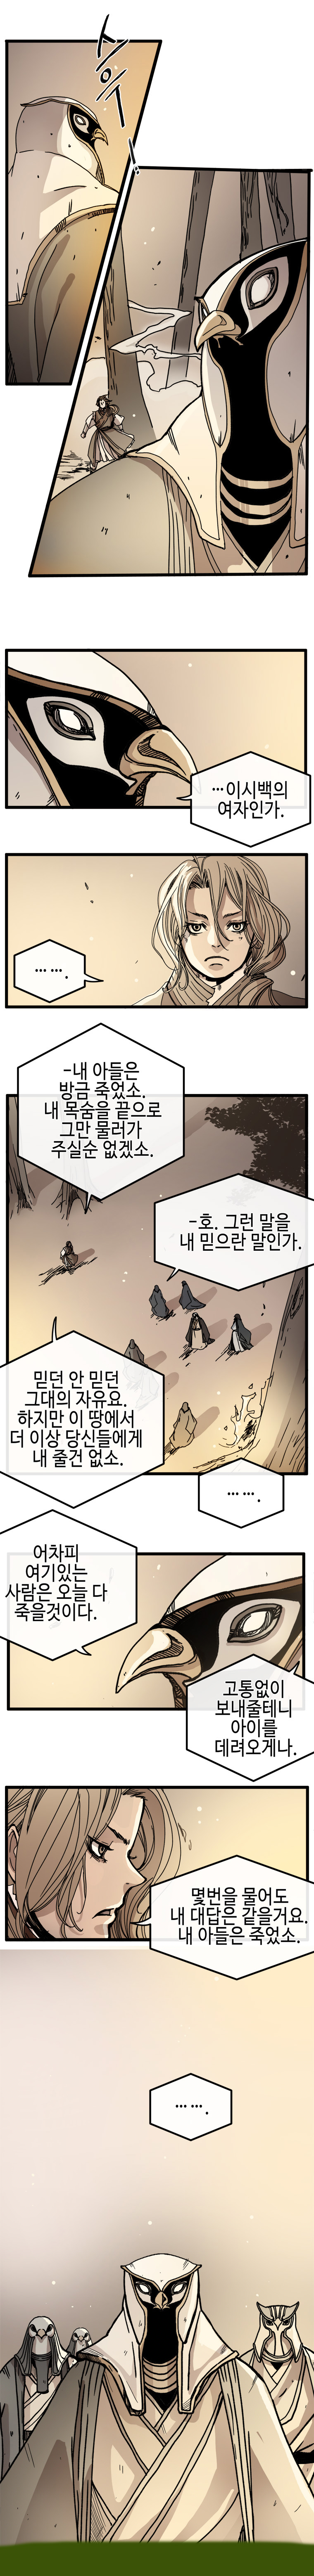 스으으
…이시백의
여자인가.
… ….
-내 아들은
방금 죽었소.
내 목숨을 끝으로
그만 물러가
주실순 없겠소.
-호. 그런 말을
내 믿으란 말인가.
믿던 안 믿던
그대의 자유요.
하지만 이 땅에서
더 이상 당신들에게
내 줄건 없소.
… ….
어차피
여기있는
사람은 오늘 다
죽을것이다.
고통없이
보내줄테니
아이를
데려오게나.
몇번을 물어도
내 대답은 같을거요.
내 아들은 죽었소.
… ….